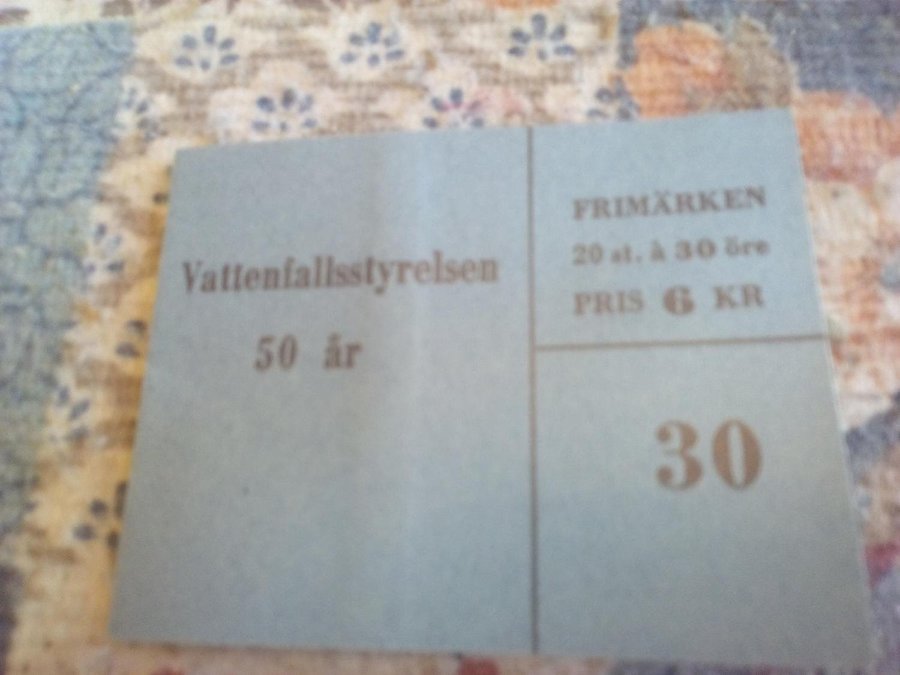 Vattenfallsstyrelsen
50 år
FRIMÄRKEN
20 st. à 30 öre
PRIS 6 KR
30